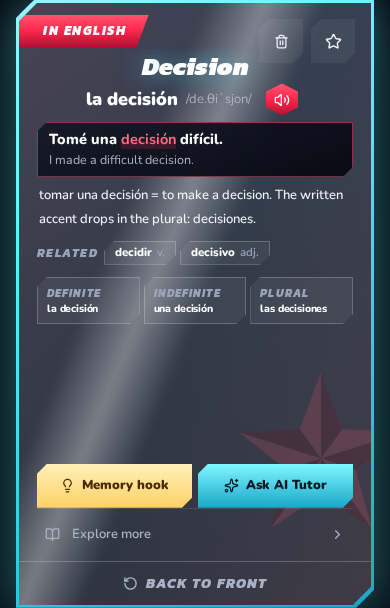 IN ENGLISH
Decision
la decisión /de.θiˈsjon/
Tomé una decisión difícil.
I made a difficult decision.
tomar una decisión = to make a decision. The written
accent drops in the plural: decisiones.
RELATED decidir v. decisivo adj.
DEFINITE INDEFINITE PLURAL
la decisión una decisión las decisiones
Memory hook Ask AI Tutor
Explore more
BACK TO FRONT